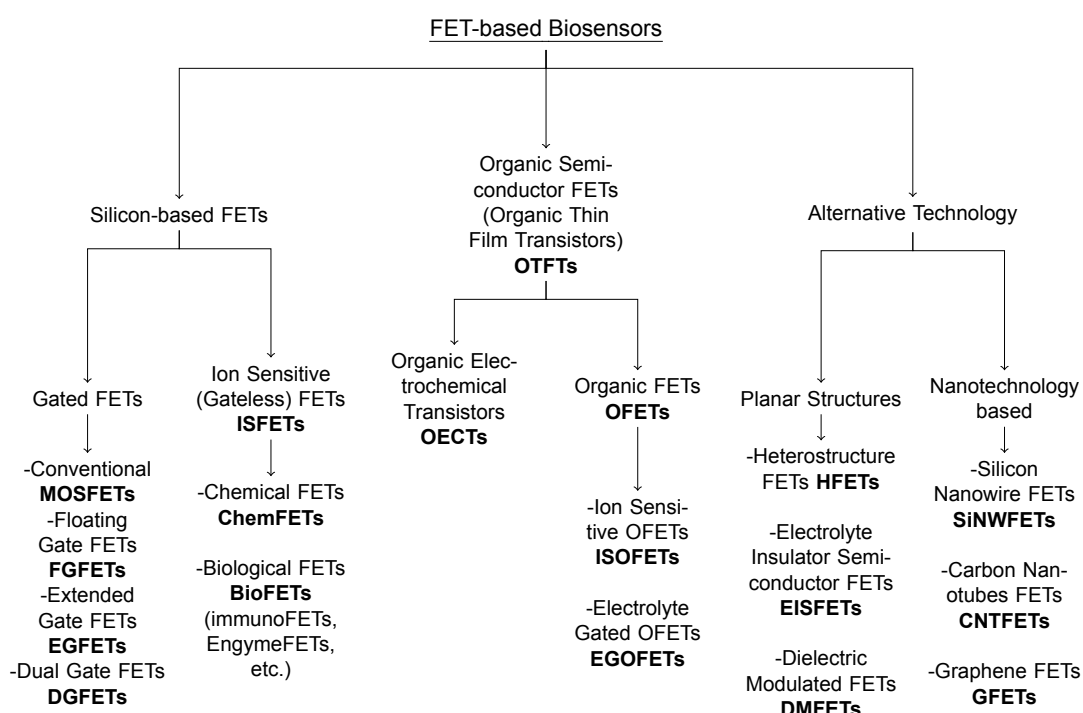 FET-based Biosensors
Silicon-based FETs
Gated FETs
-Conventional
MOSFETs
-Floating
Gate FETs
FGFETs
-Extended
Gate FETs
EGFETs
-Dual Gate FETs
DGFETs
Ion Sensitive
(Gateless) FETs
ISFETs
-Chemical FETs
ChemFETs
-Biological FETs
BioFETs
(immunoFETs,
EngymeFETs,
etc.)
Organic Semi-
conductor FETs
(Organic Thin
Film Transistors)
OTFTs
Organic Elec-
trochemical
Transistors
OECTs
Organic FETs
OFETs
-Ion Sensi-
tive OFETs
ISOFETs
-Electrolyte
Gated OFETs
EGOFETs
Alternative Technology
Planar Structures
-Heterostructure
FETs HFETs
-Electrolyte
Insulator Semi-
conductor FETs
EISFETs
-Dielectric
Modulated FETs
DMFETs
Nanotechnology
based
-Silicon
Nanowire FETs
SiNWFETs
-Carbon Nan-
otubes FETs
CNTFETs
-Graphene FETs
GFETs